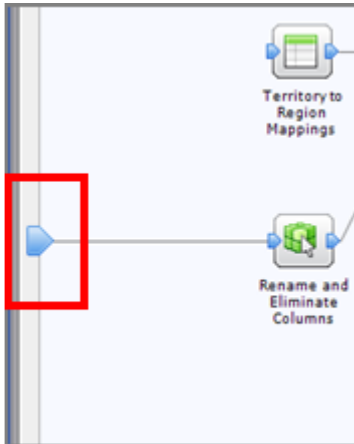 Territory to
Region
Mappings
Rename and
Eliminate
Columns